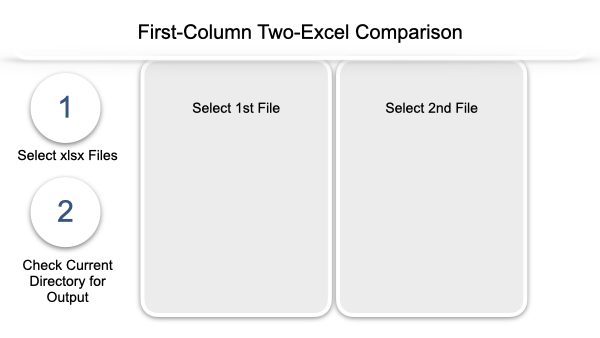 First-Column Two-Excel Comparison
1
Select xlsx Files
2
Check Current
Directory for
Output
Select 1st File
Select 2nd File